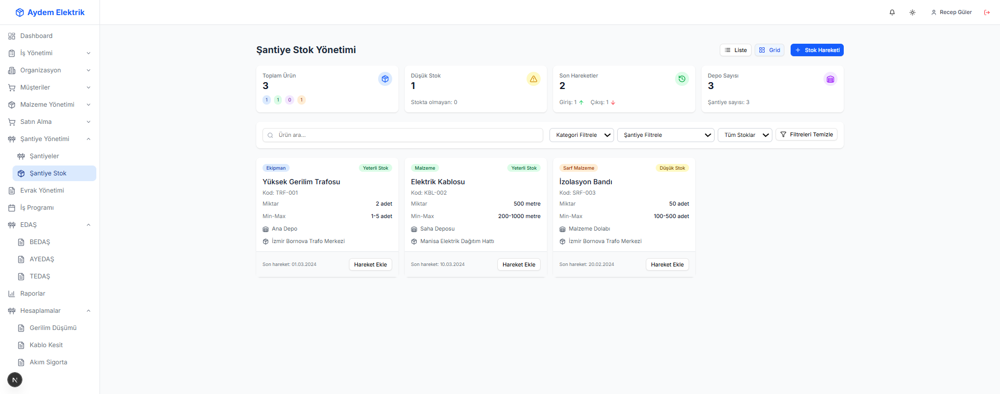 Aydem Elektrik
Recep Güler
Dashboard
İş Yönetimi
Organizasyon
Müşteriler
Malzeme Yönetimi
Satın Alma
Şantiye Yönetimi
Şantiyeler
Şantiye Stok
Evrak Yönetimi
İş Programı
EDAŞ
BEDAŞ
AYEDAŞ
TEDAŞ
Raporlar
Hesaplamalar
Gerilim Düşümü
Kablo Kesit
Akım Sigorta
N
Şantiye Stok Yönetimi
Liste
Grid
Stok Hareketi
Toplam Ürün
3
1 1 0 1
Düşük Stok
1
Stokta olmayan: 0
Son Hareketler
2
Giriş: 1 Çıkış: 1
Depo Sayısı
3
Şantiye sayısı: 3
Ürün ara...
Kategori Filtrele
Şantiye Filtrele
Tüm Stoklar
Filtreleri Temizle
Ekipman Yeterli Stok
Yüksek Gerilim Trafosu
Kod: TRF-001
Miktar 2 adet
Min-Max 1-5 adet
Ana Depo
İzmir Bornova Trafo Merkezi
Son hareket: 01.03.2024 Hareket Ekle
Malzeme Yeterli Stok
Elektrik Kablosu
Kod: KBL-002
Miktar 500 metre
Min-Max 200-1000 metre
Saha Deposu
Manisa Elektrik Dağıtım Hattı
Son hareket: 10.03.2024 Hareket Ekle
Sarf Malzeme Düşük Stok
İzolasyon Bandı
Kod: SRF-003
Miktar 50 adet
Min-Max 100-500 adet
Malzeme Dolabı
İzmir Bornova Trafo Merkezi
Son hareket: 20.02.2024 Hareket Ekle